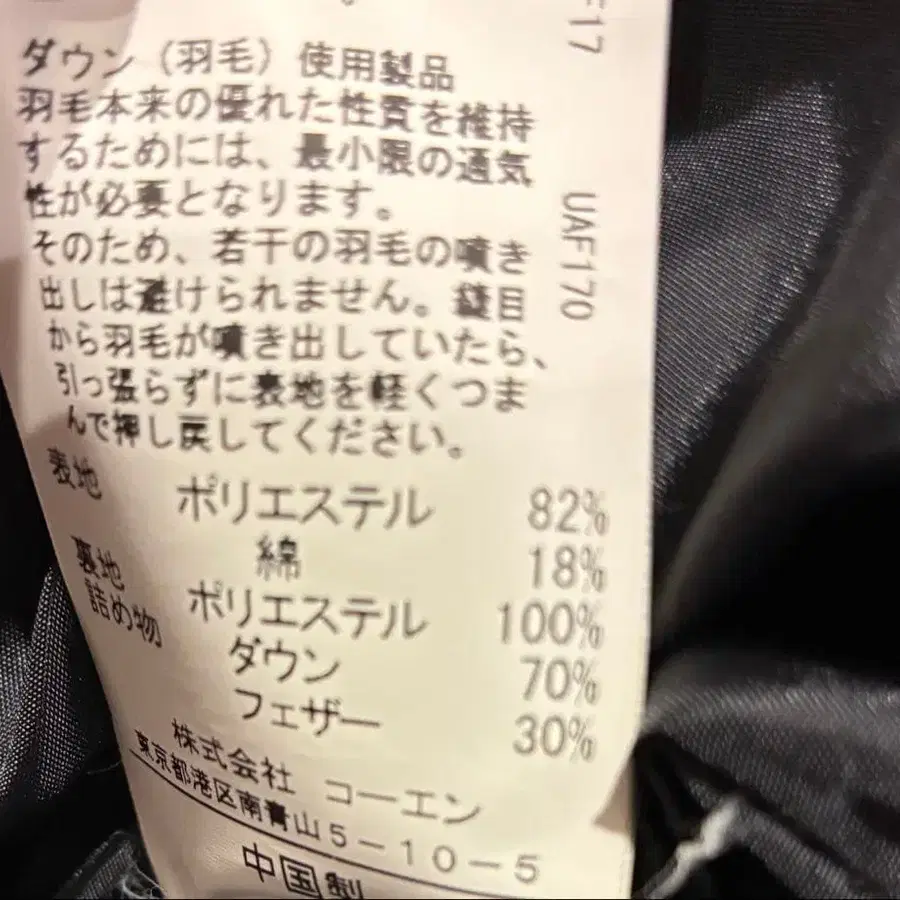 ダウン（羽毛）使用製品
羽毛本来の優れた性質を維持
するためには、最小限の通気
性が必要となります。
そのため、若干の羽毛の噴き
出しは避けられません。縫目
から羽毛が噴き出していたら、
引っ張らずに表地を軽くつま
んで押し戻してください。
表地 ポリエステル 82%
綿 18%
裏地 ポリエステル 100%
詰め物 ダウン 70%
フェザー 30%
株式会社 コーエン
東京都港区南青山5-10-5
中国製
F17
UAF170